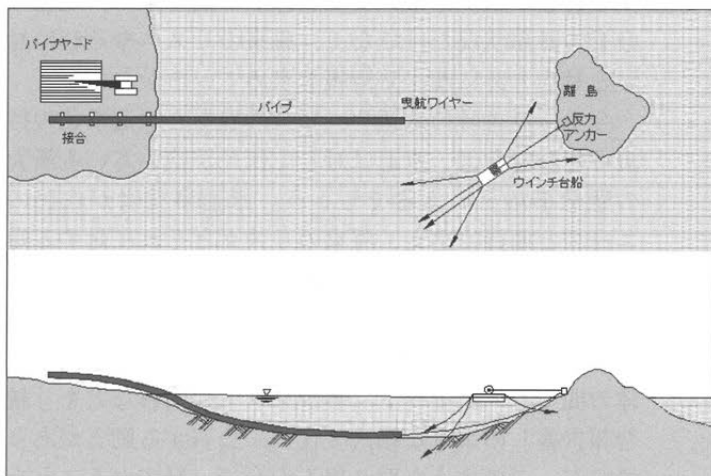 パイプヤード
接合
パイプ
曳航ワイヤー
離島
反力
アンカー
ウインチ台船